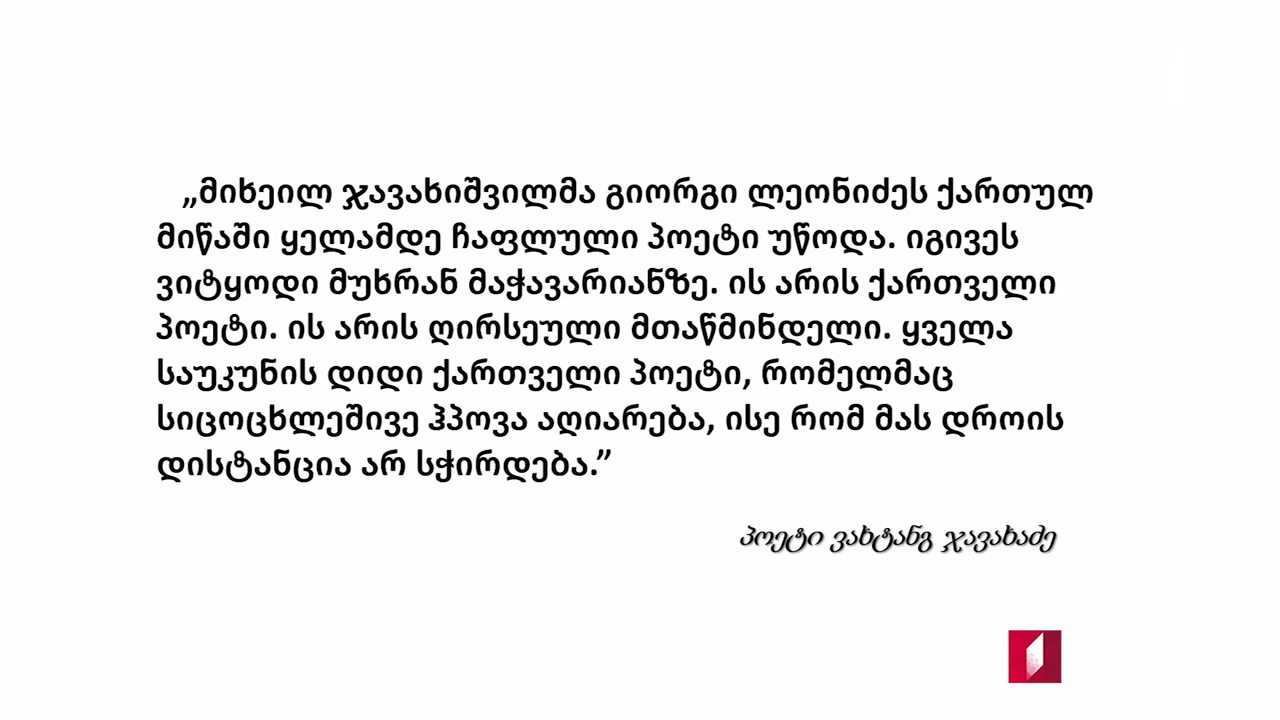 „მიხეილ ჯავახიშვილმა გიორგი ლეონიძეს ქართულ
მიწაში ყელამდე ჩაფლული პოეტი უწოდა. იგივეს
ვიტყოდი მუხრან მაჭავარიანზე. ის არის ქართველი
პოეტი. ის არის ღირსეული მთაწმინდელი. ყველა
საუკუნის დიდი ქართველი პოეტი, რომელმაც
სიცოცხლეშივე ჰპოვა აღიარება, ისე რომ მას დროის
დისტანცია არ სჭირდება.”
პოეტი ვახტანგ ჯავახაძე